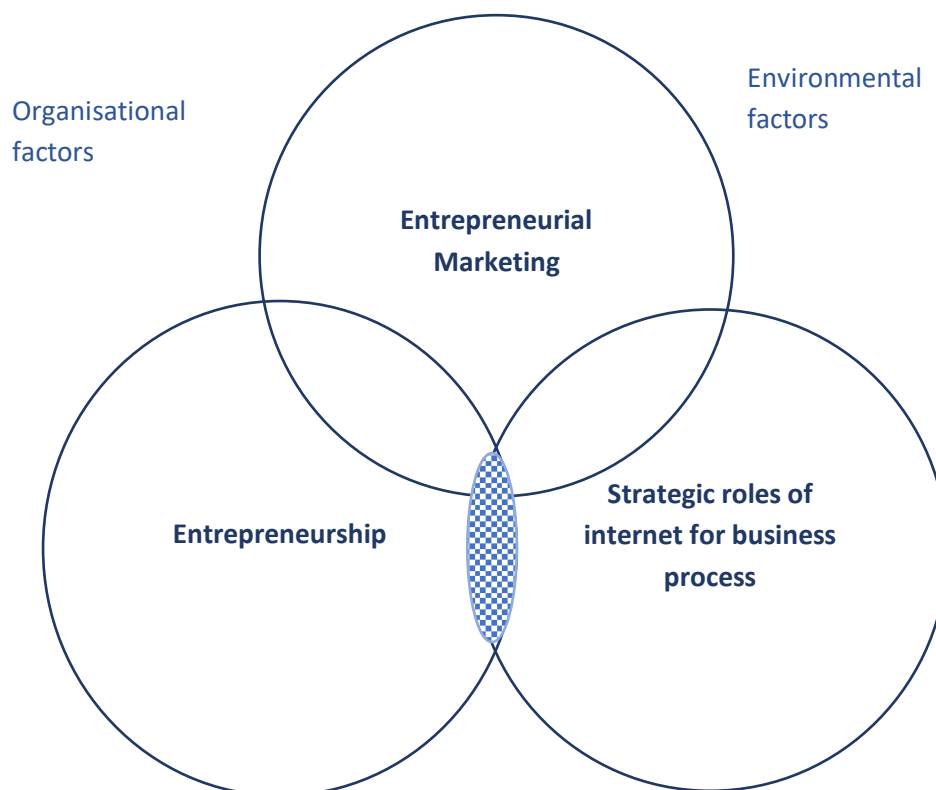 Organisational
factors
Environmental
factors
Entrepreneurial
Marketing
Entrepreneurship
Strategic roles of
internet for business
process